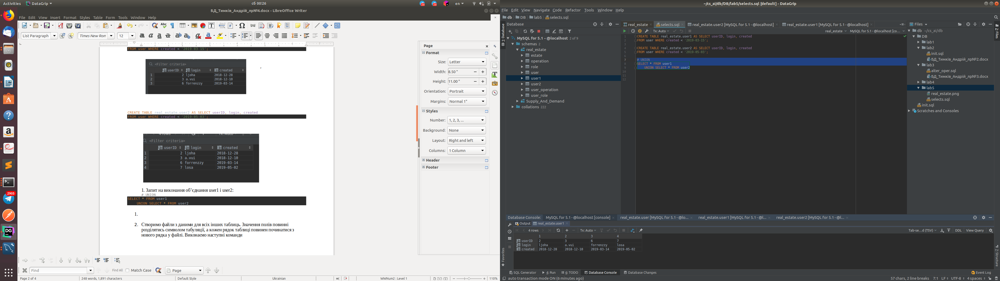 Activities
DataGrip
сб 00:26
en
БД_Тимків_Андрій_лр№4.docx - LibreOffice Writer
File Edit View Insert Format Styles Table Form Tools Window Help
List Paragraph
Times New Rom
12
FROM user WHERE created < '2019-03-15';
<Filter criteria>
userID login created
1 2 ljoha 2018-12-28
2 3 a.vui 2018-12-10
3 6 forrenzzy 2019-03-14
CREATE TABLE real_estate.user2 AS SELECT userID, login, created
FROM user WHERE created < '2019-05-03';
<Filter criteria>
userID login created
1 2 ljoha 2018-12-28
2 3 a.vui 2018-12-10
3 6 forrenzzy 2019-03-14
4 7 losa 2019-05-02
1. Запит на виконання об’єднання user1 і user2:
# UNION
SELECT * FROM user1
UNION SELECT * FROM user2
1.
2. Створимо файли з даними для всіх інших таблиць. Значення полів повинні
розділятись символом табуляції, а кожен рядок таблиці повинен починатися з
нового рядка у файлі. Виконаємо наступні команди
Page
Format
Size: Letter
Width: 8.50 "
Height: 11.00 "
Orientation: Portrait
Margins: Normal 1"
Styles
Number: 1, 2, 3, ...
Background: None
Layout: Right and left
Columns: 1 Column
Header
Footer
Find
Find All
Match Case
Page
Page 2 of 4
248 words, 1,891 characters
Default Style
Ukrainian
WWNum2 : Level 1
110%
2905
~/cs_ai/db/DB/lab5/selects.sql [default] - DataGrip
File Edit View Navigate Code Refactor Tools Window Help
db DB lab5 selects.sql
1: Database
Database
MySQL for 5.1 - @localhost 2 of 9
schemas 2
real_estate
estate
operation
role
user
user1
user2
user_operation
user_role
Supply_And_Demand
collations 222
real_estate
selects.sql
real_estate.user2 [MySQL for 5.1 - @localhost]
real_estate.user1 [MySQL for 5.1 - @localhost]
Tx: Auto
real_estate
MySQL for 5.1 - @localhost [co...
1 CREATE TABLE real_estate.user1 AS SELECT userID, login, created
2 FROM user WHERE created < '2019-03-15';
3
4 CREATE TABLE real_estate.user2 AS SELECT userID, login, created
5 FROM user WHERE created < '2019-05-03';
6
7 # UNION
8 SELECT * FROM user1
9 UNION SELECT * FROM user2
10
11
12
Files
2: Files
db ~/cs_ai/db
DB
lab1
lab2
init.sql
БД_Тимків_Андрій_лр№2.docx
lab3
alter_oper.sql
БД_Тимків_Андрій_лр№3.docx
lab4
lab5
real_estate.png
selects.sql
init.sql
Scratches and Consoles
Database Console:
MySQL for 5.1 - @localhost [console]
real_estate.user [MySQL for 5.1 - @lo...
real_estate.user1 [MySQL for 5.1 - @l...
real_estate.user2 [MySQL for 5.1 - @l...
Output
real_estate.user1
4 rows
Tx: Auto
Tab-se...d (TSV)
DDL
View Query
1 2 3 4
userID 2 3 6 7
login ljoha a.vui forrenzzy losa
created 2018-12-28 2018-12-10 2019-03-14 2019-05-02
Favorites
Z: Structure
SQL Generator
4: Run
6: TODO
Database Console
Database Changes
Event Log
auto transaction mode ON (6 minutes ago)
57 chars, 2 line breaks
7:1
LF
UTF-8
4 spaces